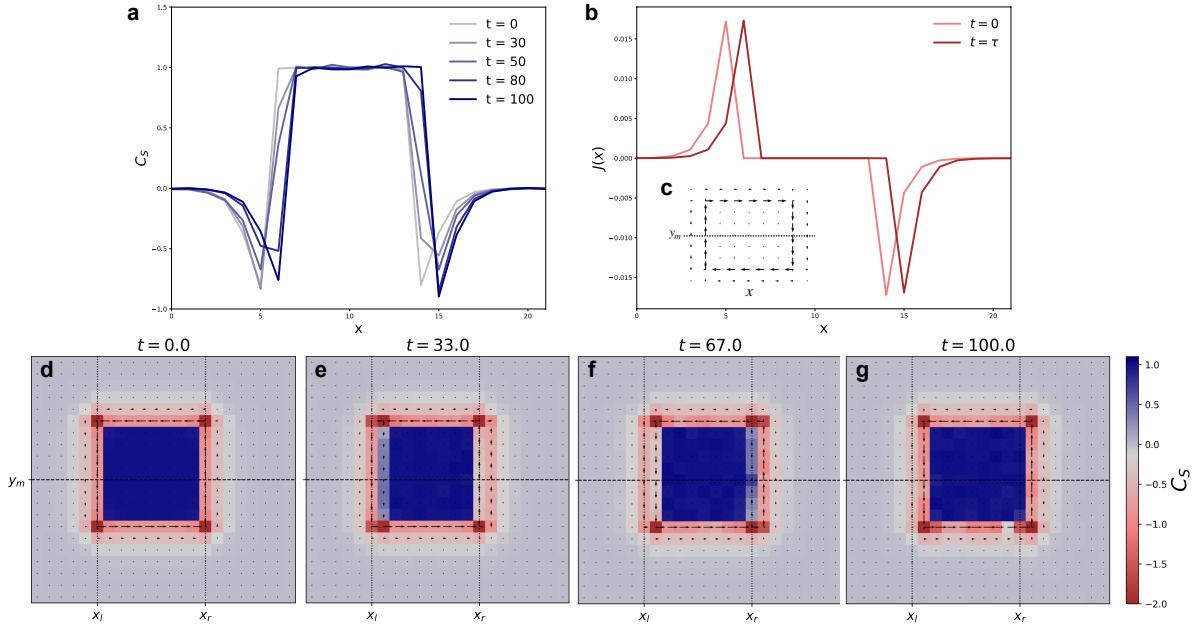 a
1.5
1.0
0.5
0.0
−0.5
−1.0
0
5
10
15
20
x
C_S
t = 0
t = 30
t = 50
t = 80
t = 100
b
0.015
0.010
0.005
0.000
−0.005
−0.010
−0.015
0
5
10
15
20
x
J(x)
t = 0
t = τ
c
y_m
x
t = 0.0
t = 33.0
t = 67.0
t = 100.0
d
e
f
g
y_m
x_l
x_r
x_l
x_r
x_l
x_r
x_l
x_r
1.0
0.5
0.0
−0.5
−1.0
−1.5
−2.0
C_S